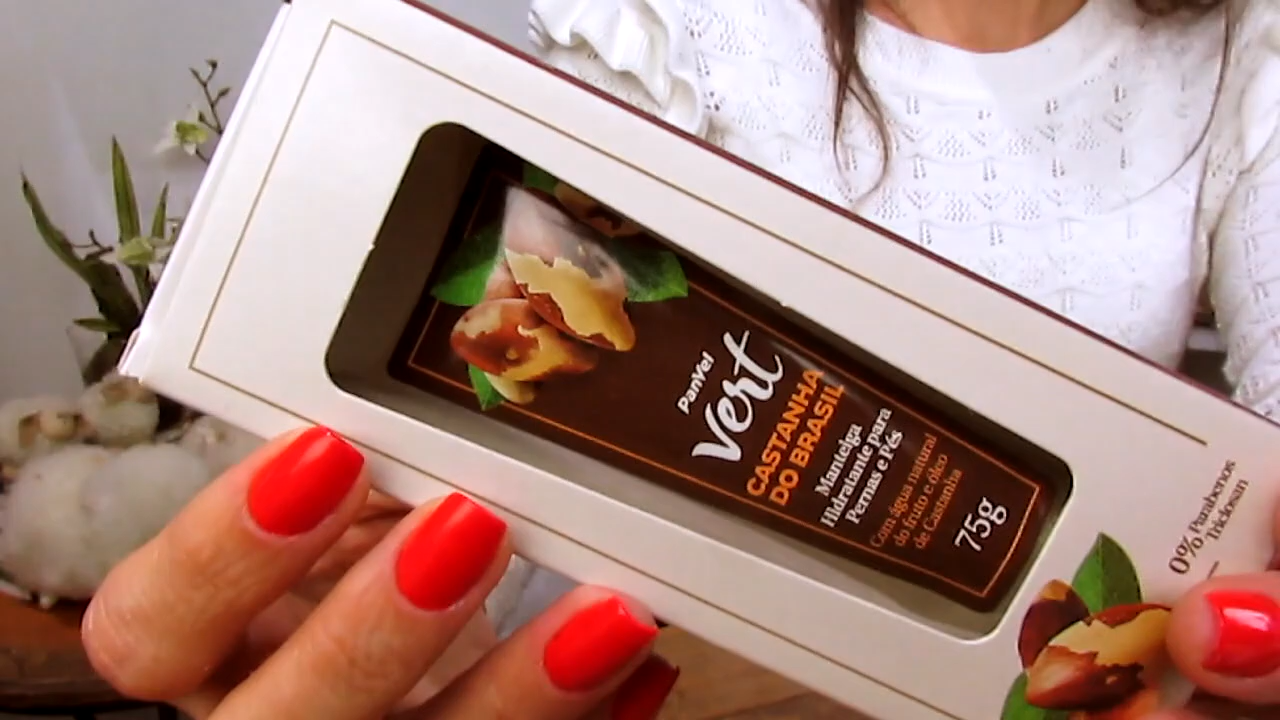 Panvel
Vert
CASTANHA
DO BRASIL
Manteiga
Hidratante para
Pernas e Pés
Com água natural
do fruto e óleo
de Castanha
75g
0% Parabenos
Triclosan